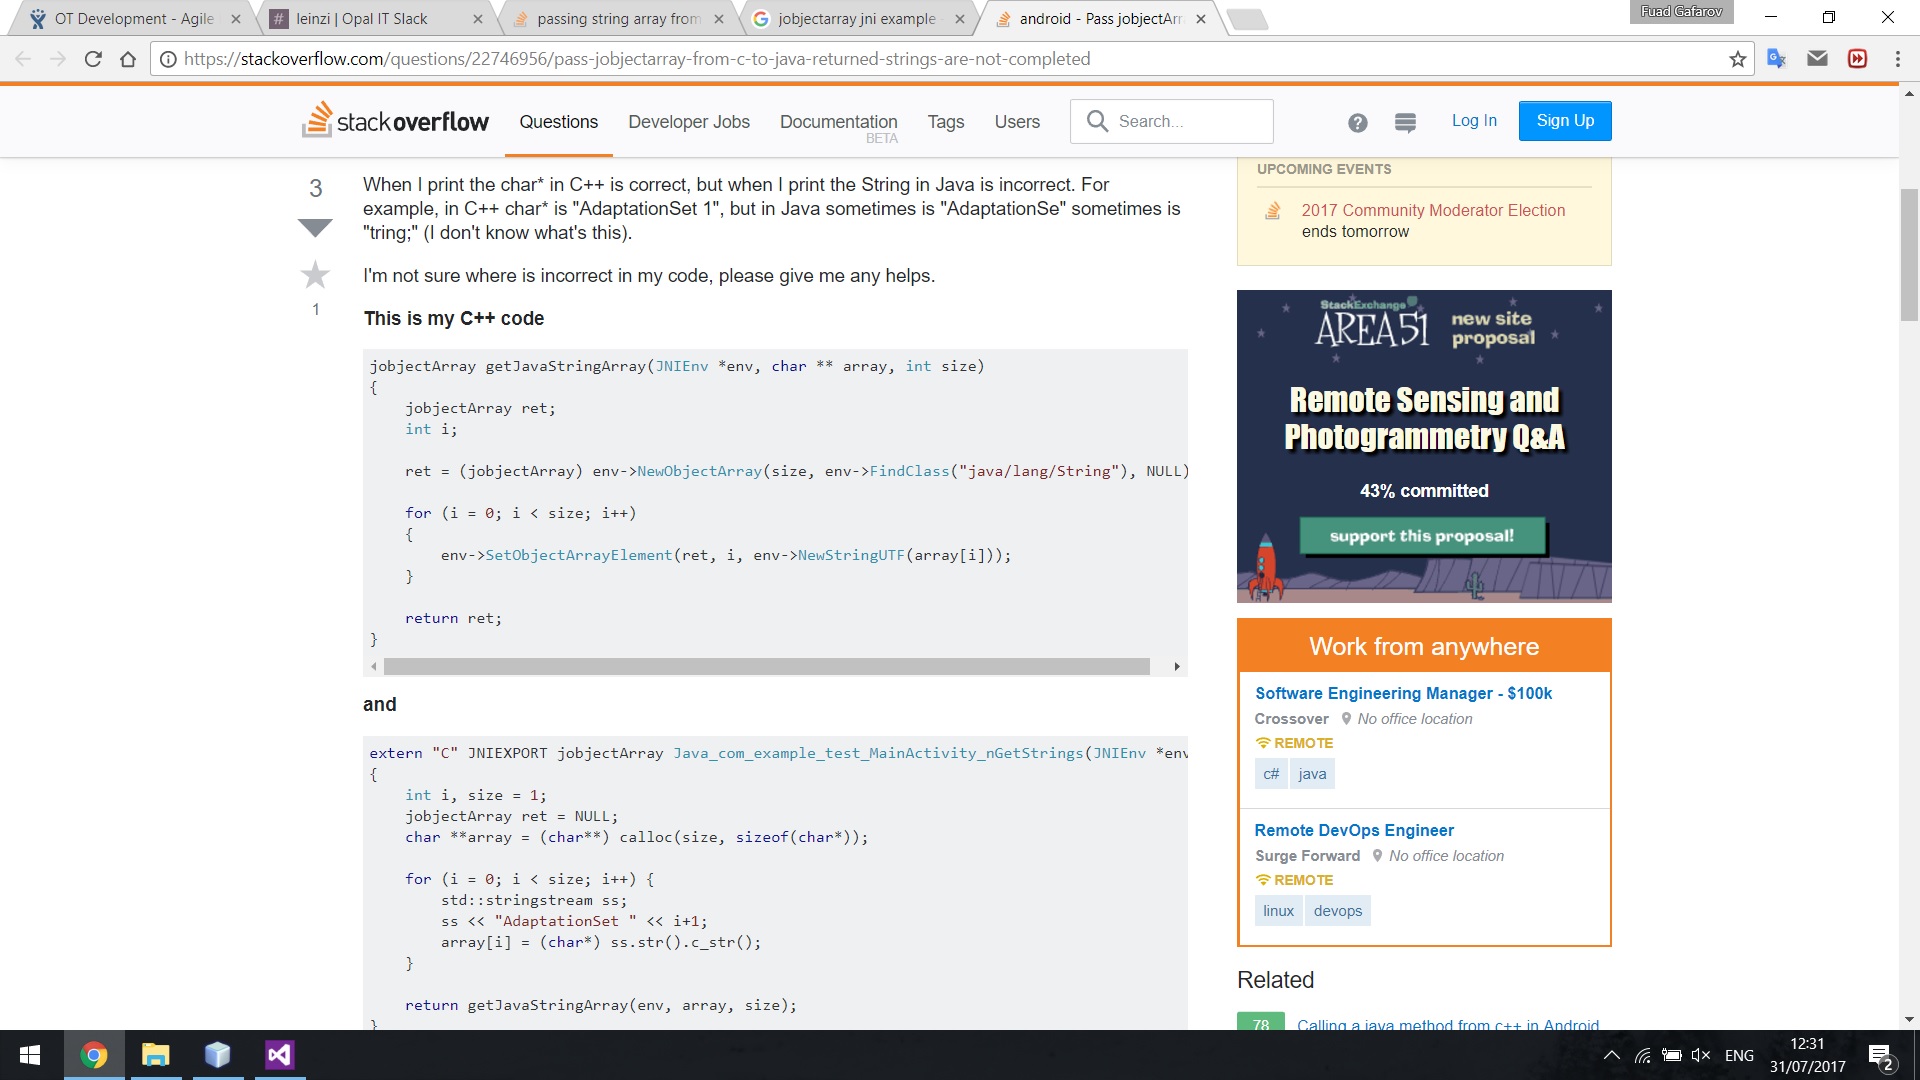 OT Development - Agile
leinzi | Opal IT Slack
passing string array from
jobjectarray jni example
android - Pass jobjectArr
Fuad Gafarov
https://stackoverflow.com/questions/22746956/pass-jobjectarray-from-c-to-java-returned-strings-are-not-completed
stackoverflow
Questions
Developer Jobs
Documentation
BETA
Tags
Users
Search...
Log In
Sign Up
3
When I print the char* in C++ is correct, but when I print the String in Java is incorrect. For
example, in C++ char* is "AdaptationSet 1", but in Java sometimes is "AdaptationSe" sometimes is
"tring;" (I don't know what's this).
1
I'm not sure where is incorrect in my code, please give me any helps.
This is my C++ code
jobjectArray getJavaStringArray(JNIEnv *env, char ** array, int size)
{
jobjectArray ret;
int i;
ret = (jobjectArray) env->NewObjectArray(size, env->FindClass("java/lang/String"), NULL)
for (i = 0; i < size; i++)
{
env->SetObjectArrayElement(ret, i, env->NewStringUTF(array[i]));
}
return ret;
}
and
extern "C" JNIEXPORT jobjectArray Java_com_example_test_MainActivity_nGetStrings(JNIEnv *env
{
int i, size = 1;
jobjectArray ret = NULL;
char **array = (char**) calloc(size, sizeof(char*));
for (i = 0; i < size; i++) {
std::stringstream ss;
ss << "AdaptationSet " << i+1;
array[i] = (char*) ss.str().c_str();
}
return getJavaStringArray(env, array, size);
}
UPCOMING EVENTS
2017 Community Moderator Election
ends tomorrow
StackExchange
AREA51
new site
proposal
Remote Sensing and
Photogrammetry Q&A
43% committed
support this proposal!
Work from anywhere
Software Engineering Manager - $100k
Crossover No office location
REMOTE
c# java
Remote DevOps Engineer
Surge Forward No office location
REMOTE
linux devops
Related
78 Calling a java method from c++ in Android
ENG
12:31
31/07/2017
2